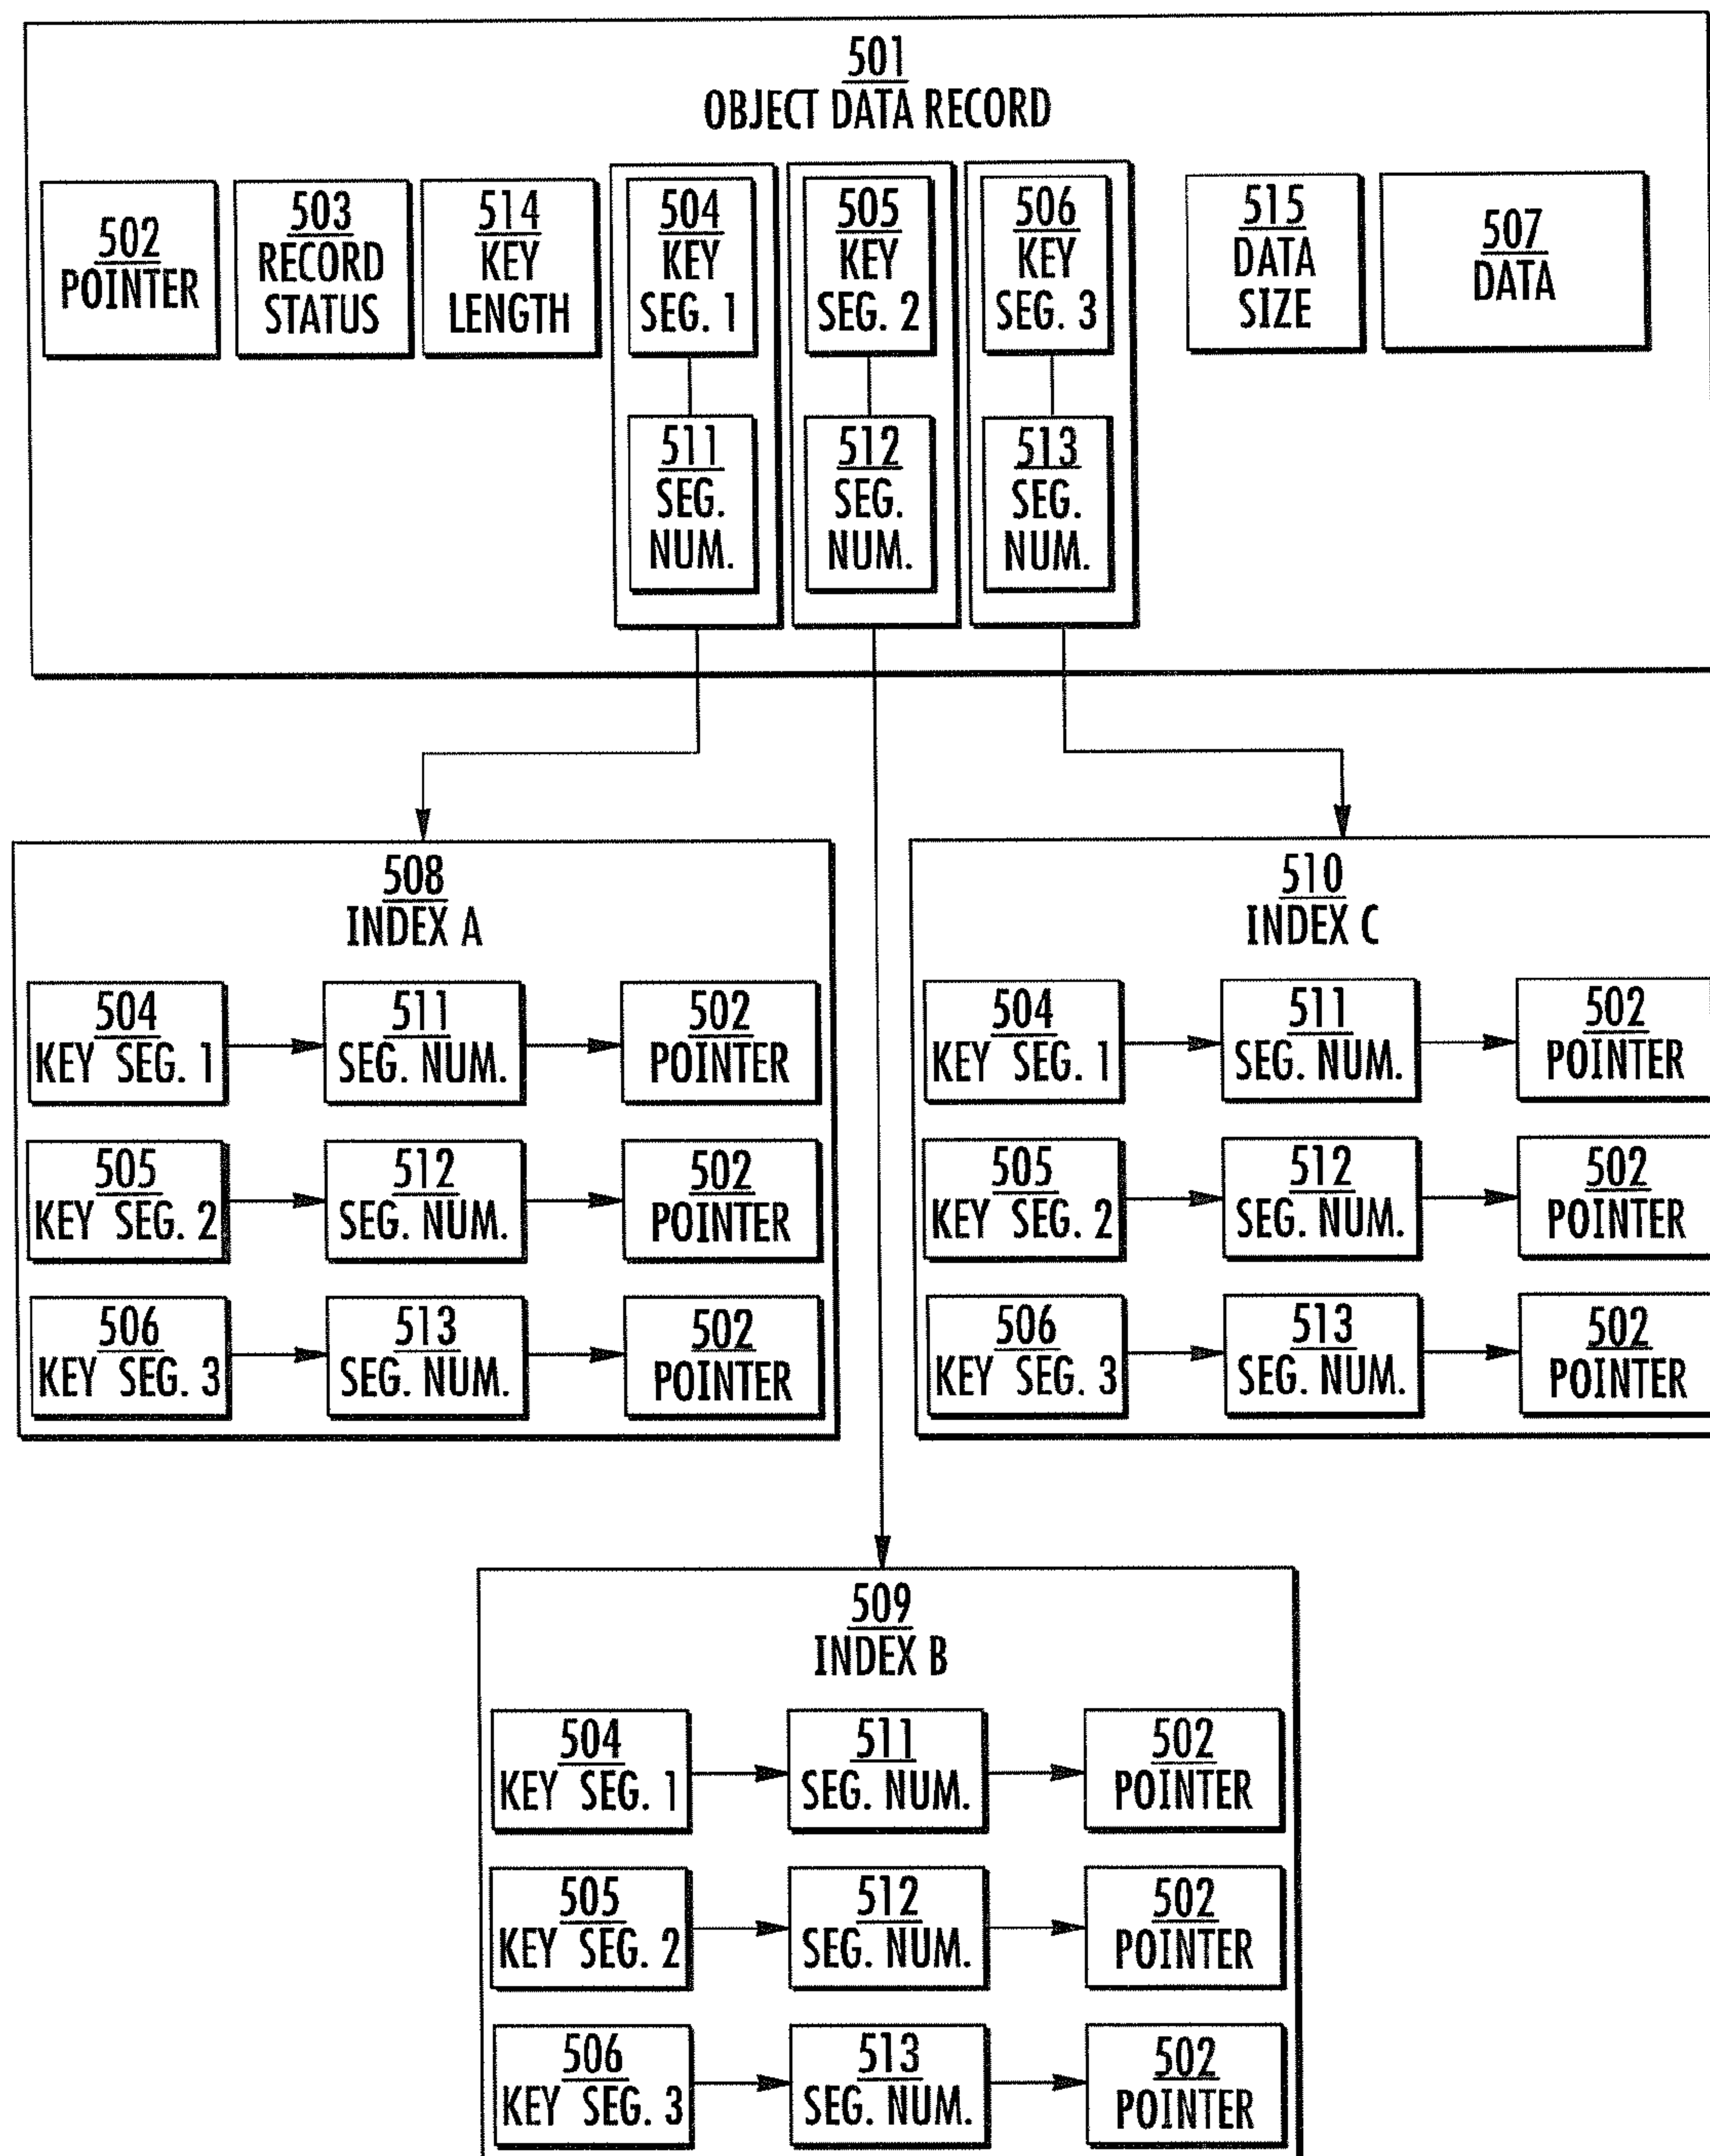 501
OBJECT DATA RECORD
502
POINTER
503
RECORD
STATUS
514
KEY
LENGTH
504
KEY
SEG. 1
511
SEG.
NUM.
505
KEY
SEG. 2
512
SEG.
NUM.
506
KEY
SEG. 3
513
SEG.
NUM.
515
DATA
SIZE
507
DATA
508
INDEX A
504
KEY SEG. 1
511
SEG. NUM.
502
POINTER
505
KEY SEG. 2
512
SEG. NUM.
502
POINTER
506
KEY SEG. 3
513
SEG. NUM.
502
POINTER
510
INDEX C
504
KEY SEG. 1
511
SEG. NUM.
502
POINTER
505
KEY SEG. 2
512
SEG. NUM.
502
POINTER
506
KEY SEG. 3
513
SEG. NUM.
502
POINTER
509
INDEX B
504
KEY SEG. 1
511
SEG. NUM.
502
POINTER
505
KEY SEG. 2
512
SEG. NUM.
502
POINTER
506
KEY SEG. 3
513
SEG. NUM.
502
POINTER